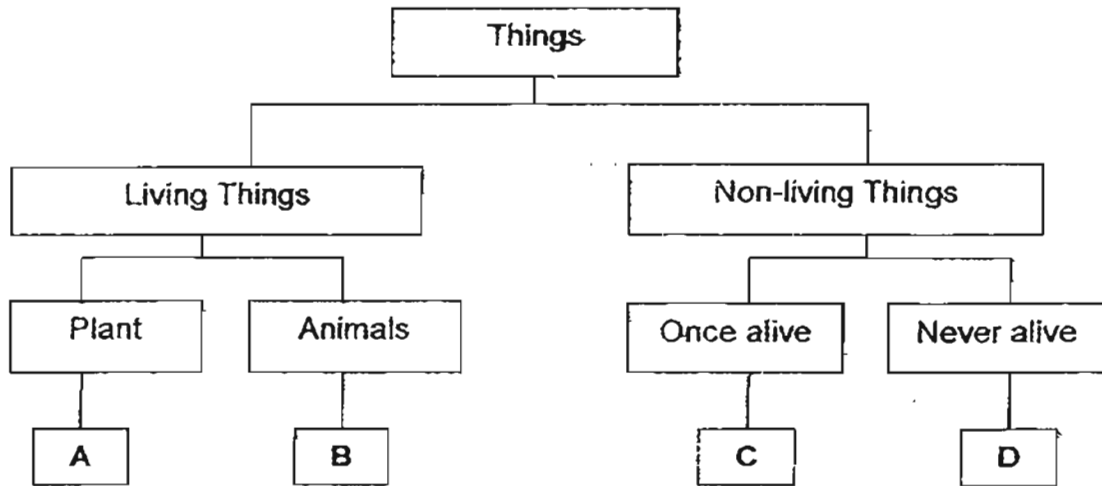 Things
Living Things
Non-living Things
Plant
Animals
Once alive
Never alive
A
B
C
D